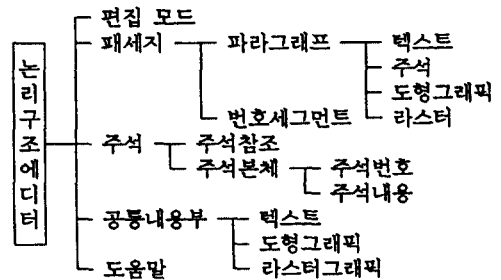 편집 모드
패세지 파라그래프 텍스트
주석
도형그래픽
번호세그먼트 라스터
논리구조에디터
주석 주석참조
주석본체 주석번호
주석내용
공통내용부 텍스트
도형그래픽
도움말 라스터그래픽